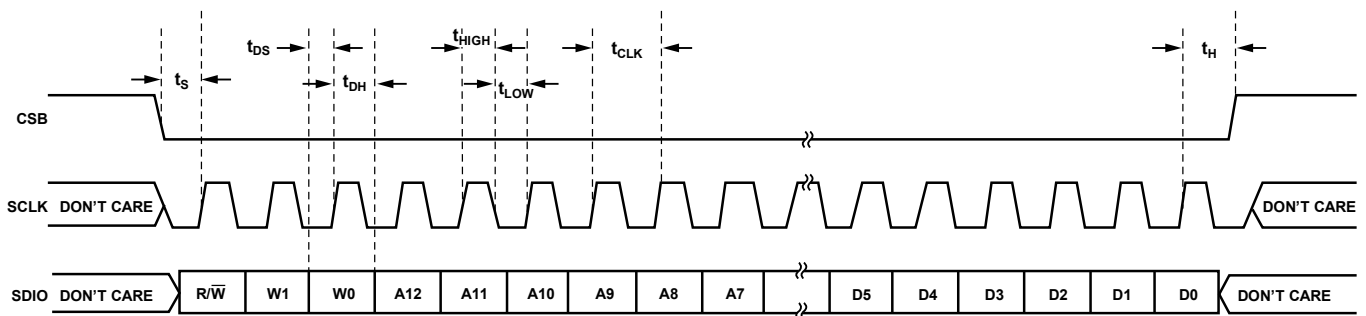 tHIGH
tDS
tCLK
tH
tS
tDH
tLOW
CSB
SCLK DON'T CARE DON'T CARE
SDIO DON'T CARE R/W̅ W1 W0 A12 A11 A10 A9 A8 A7 D5 D4 D3 D2 D1 D0 DON'T CARE